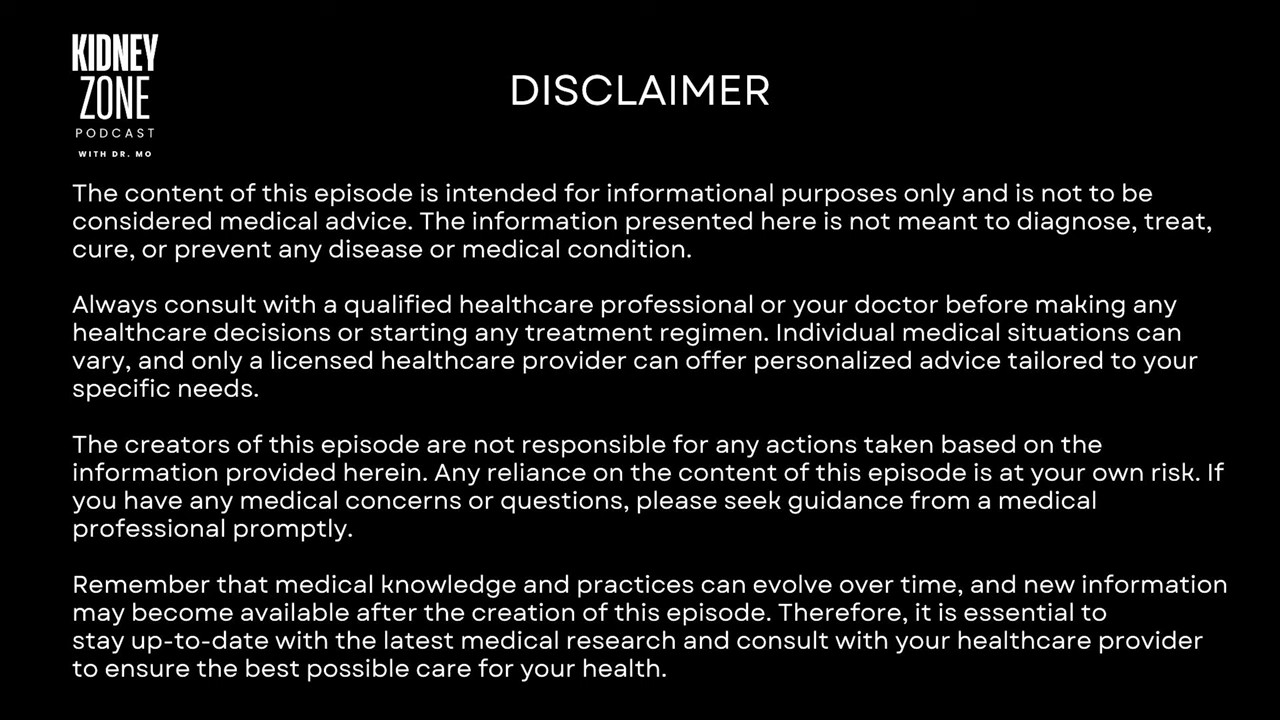 KIDNEY
ZONE
PODCAST
WITH DR. MO
DISCLAIMER
The content of this episode is intended for informational purposes only and is not to be
considered medical advice. The information presented here is not meant to diagnose, treat,
cure, or prevent any disease or medical condition.
Always consult with a qualified healthcare professional or your doctor before making any
healthcare decisions or starting any treatment regimen. Individual medical situations can
vary, and only a licensed healthcare provider can offer personalized advice tailored to your
specific needs.
The creators of this episode are not responsible for any actions taken based on the
information provided herein. Any reliance on the content of this episode is at your own risk. If
you have any medical concerns or questions, please seek guidance from a medical
professional promptly.
Remember that medical knowledge and practices can evolve over time, and new information
may become available after the creation of this episode. Therefore, it is essential to
stay up-to-date with the latest medical research and consult with your healthcare provider
to ensure the best possible care for your health.